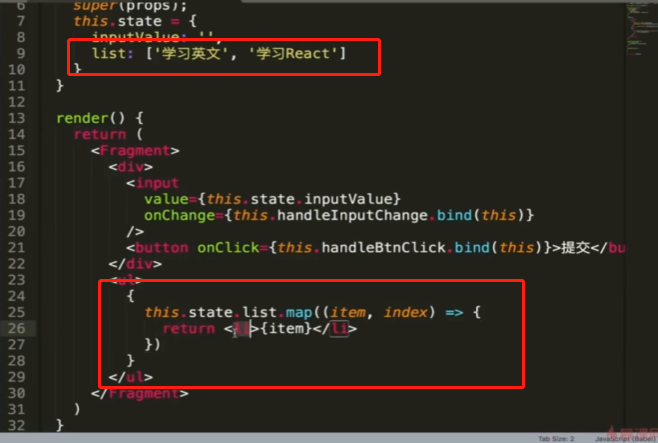 6 super(props);
7 this.state = {
8 inputValue: '',
9 list: ['学习英文', '学习React']
10 }
11 }
12
13 render() {
14 return (
15 <Fragment>
16 <div>
17 <input
18 value={this.state.inputValue}
19 onChange={this.handleInputChange.bind(this)}
20 />
21 <button onClick={this.handleBtnClick.bind(this)}>提交</bu
22 </div>
23 <ul>
24 {
25 this.state.list.map((item, index) => {
26 return <li>{item}</li>
27 })
28 }
29 </ul>
30 </Fragment>
31 )
32 }
Tab Size: 2 JavaScript (Babel)